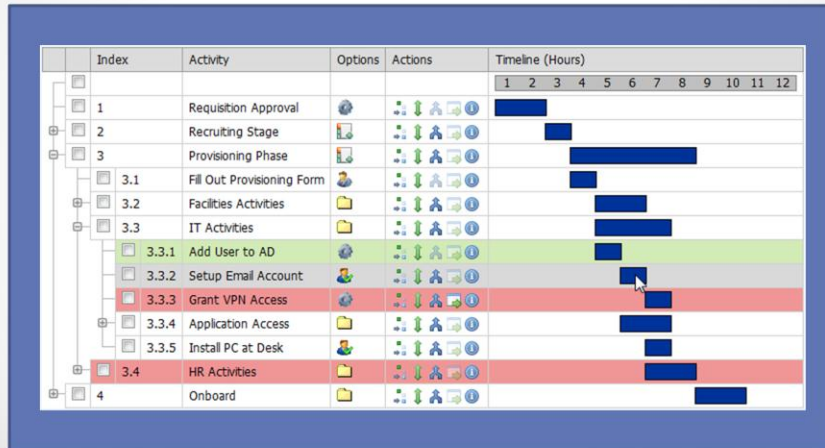 Index Activity Options Actions Timeline (Hours)
1 2 3 4 5 6 7 8 9 10 11 12
1 Requisition Approval
2 Recruiting Stage
3 Provisioning Phase
3.1 Fill Out Provisioning Form
3.2 Facilities Activities
3.3 IT Activities
3.3.1 Add User to AD
3.3.2 Setup Email Account
3.3.3 Grant VPN Access
3.3.4 Application Access
3.3.5 Install PC at Desk
3.4 HR Activities
4 Onboard